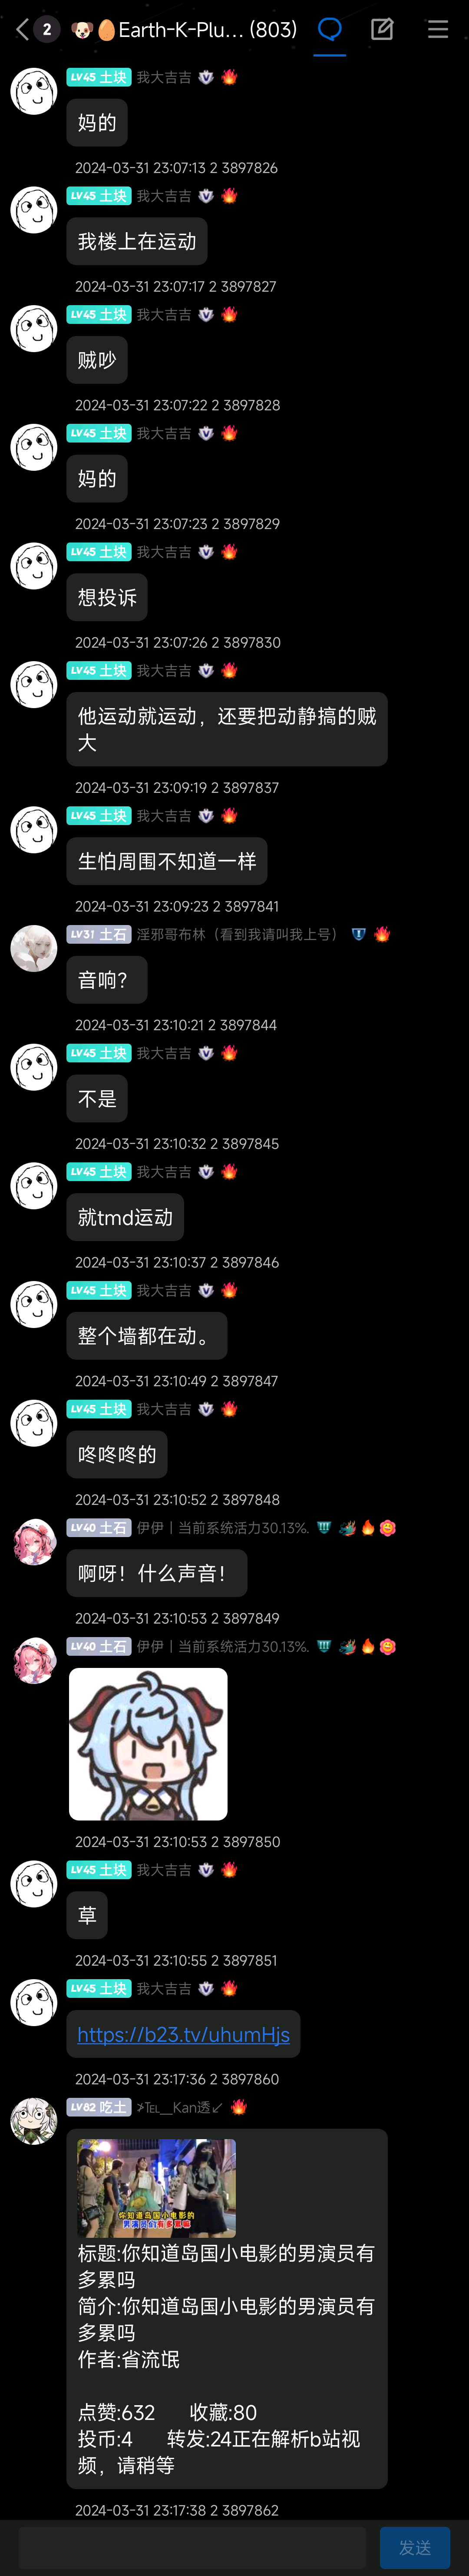 2
🐶🥚Earth-K-Plu... (803)
LV45 土块 我大吉吉 🔥
妈的
2024-03-31 23:07:13 2 3897826
LV45 土块 我大吉吉 🔥
我楼上在运动
2024-03-31 23:07:17 2 3897827
LV45 土块 我大吉吉 🔥
贼吵
2024-03-31 23:07:22 2 3897828
LV45 土块 我大吉吉 🔥
妈的
2024-03-31 23:07:23 2 3897829
LV45 土块 我大吉吉 🔥
想投诉
2024-03-31 23:07:26 2 3897830
LV45 土块 我大吉吉 🔥
他运动就运动，还要把动静搞的贼
大
2024-03-31 23:09:19 2 3897837
LV45 土块 我大吉吉 🔥
生怕周围不知道一样
2024-03-31 23:09:23 2 3897841
LV31 土石 淫邪哥布林（看到我请叫我上号） 🔥
音响？
2024-03-31 23:10:21 2 3897844
LV45 土块 我大吉吉 🔥
不是
2024-03-31 23:10:32 2 3897845
LV45 土块 我大吉吉 🔥
就tmd运动
2024-03-31 23:10:37 2 3897846
LV45 土块 我大吉吉 🔥
整个墙都在动。
2024-03-31 23:10:49 2 3897847
LV45 土块 我大吉吉 🔥
咚咚咚的
2024-03-31 23:10:52 2 3897848
LV40 土石 伊伊丨当前系统活力30.13%. 🔥
啊呀！什么声音！
2024-03-31 23:10:53 2 3897849
LV40 土石 伊伊丨当前系统活力30.13%. 🔥
2024-03-31 23:10:53 2 3897850
LV45 土块 我大吉吉 🔥
草
2024-03-31 23:10:55 2 3897851
LV45 土块 我大吉吉 🔥
https://b23.tv/uhumHjs
2024-03-31 23:17:36 2 3897860
LV82 吃土 ⊁Tel__Kan透↙ 🔥
你知道岛国小电影的
男演员们有多累嘛
标题:你知道岛国小电影的男演员有
多累吗
简介:你知道岛国小电影的男演员有
多累吗
作者:省流氓
点赞:632 收藏:80
投币:4 转发:24正在解析b站视
频，请稍等
2024-03-31 23:17:38 2 3897862
发送